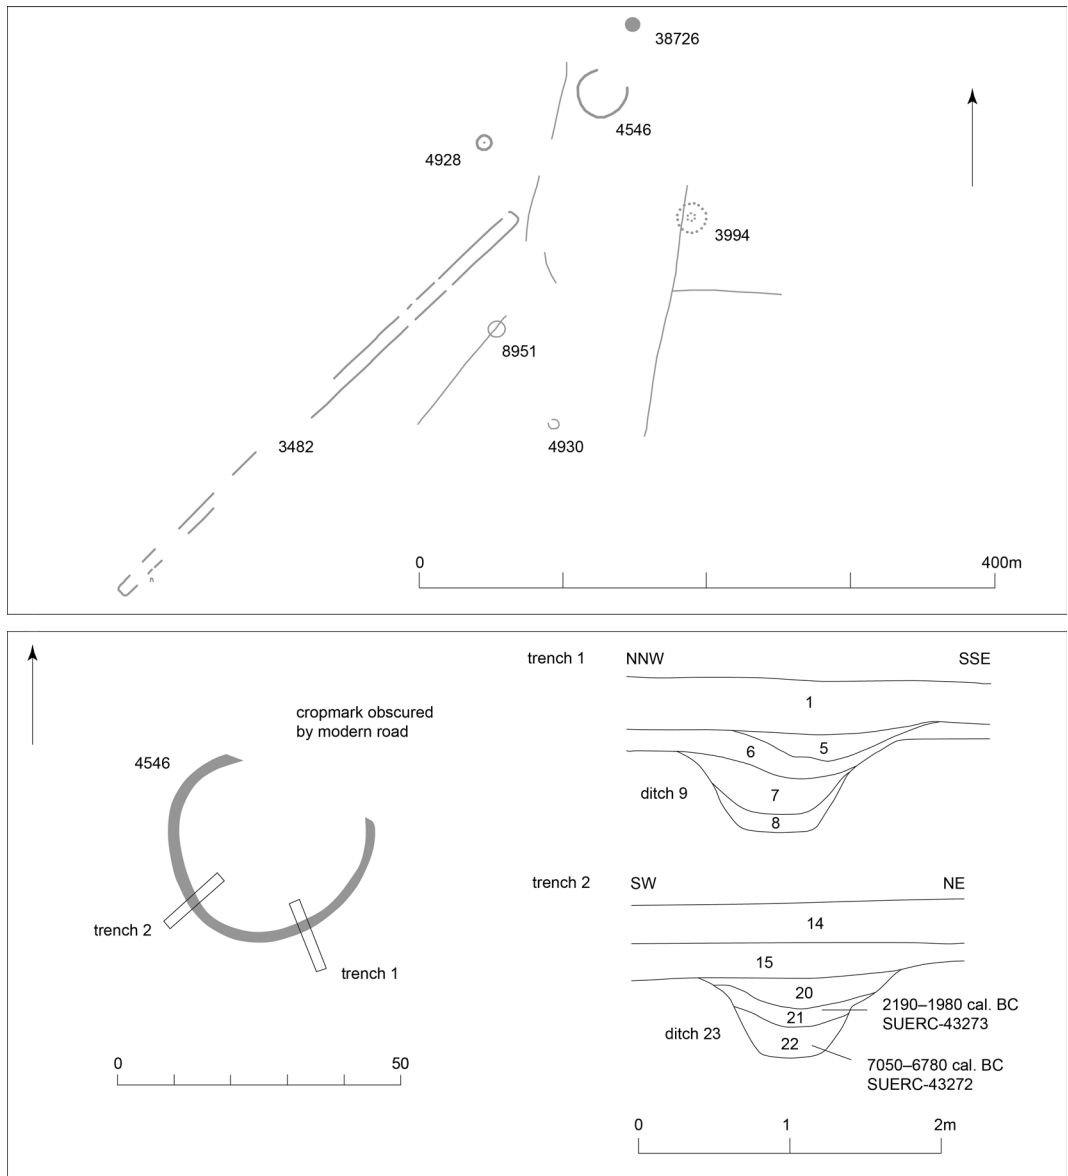 38726
4546
4928
3994
8951
3482
4930
0
400m
n
trench 1
NNW
SSE
cropmark obscured
by modern road
4546
1
5
6
7
ditch 9
8
trench 2
SW
NE
14
15
20
21
22
ditch 23
2190–1980 cal. BC
SUERC-43273
7050–6780 cal. BC
SUERC-43272
trench 2
trench 1
0
50
0
1
2m